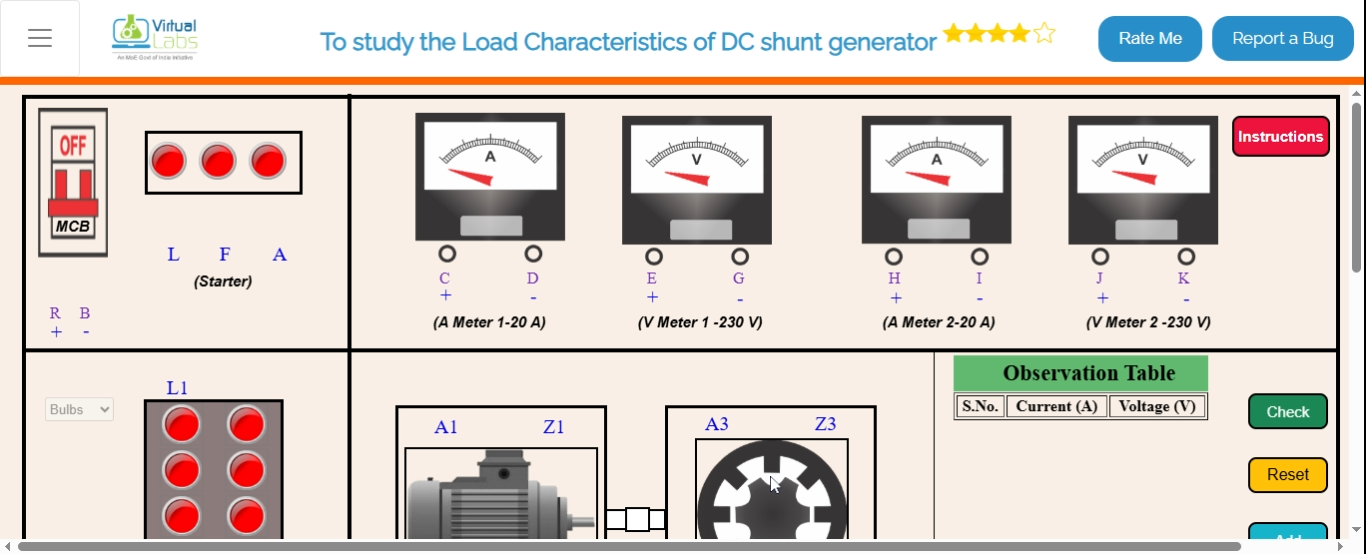 Virtual
Labs
An MoE Govt of India Initiative
To study the Load Characteristics of DC shunt generator
Rate Me
Report a Bug
OFF
MCB
L F A
(Starter)
R B
+ -
A
V
A
V
C D
+ -
(A Meter 1-20 A)
E G
+ -
(V Meter 1 -230 V)
H I
+ -
(A Meter 2-20 A)
J K
+ -
(V Meter 2 -230 V)
Instructions
Bulbs
L1
A1 Z1
A3 Z3
Observation Table
S.No. Current (A) Voltage (V)
Check
Reset
Add